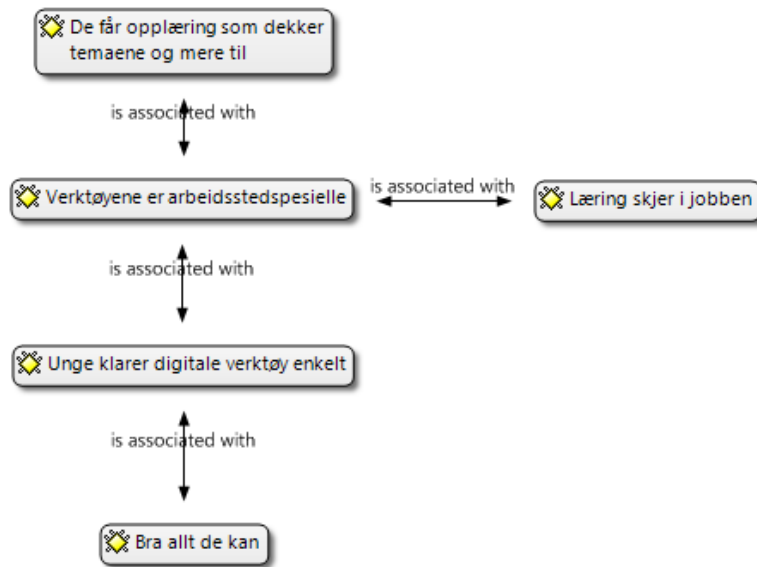 De får opplæring som dekker
temaene og mere til
is associated with
Verktøyene er arbeidsstedspesielle
is associated with
Læring skjer i jobben
is associated with
Unge klarer digitale verktøy enkelt
is associated with
Bra allt de kan